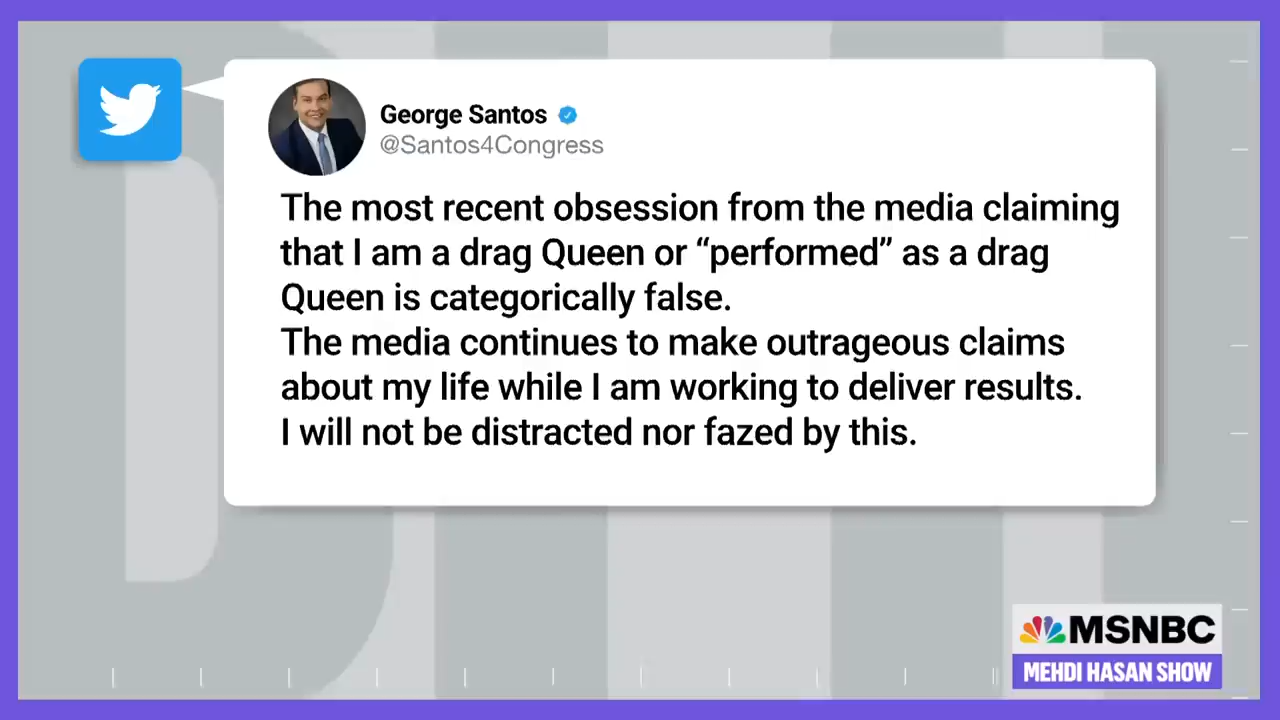 George Santos
@Santos4Congress
The most recent obsession from the media claiming
that I am a drag Queen or “performed” as a drag
Queen is categorically false.
The media continues to make outrageous claims
about my life while I am working to deliver results.
I will not be distracted nor fazed by this.
MSNBC
MEHDI HASAN SHOW